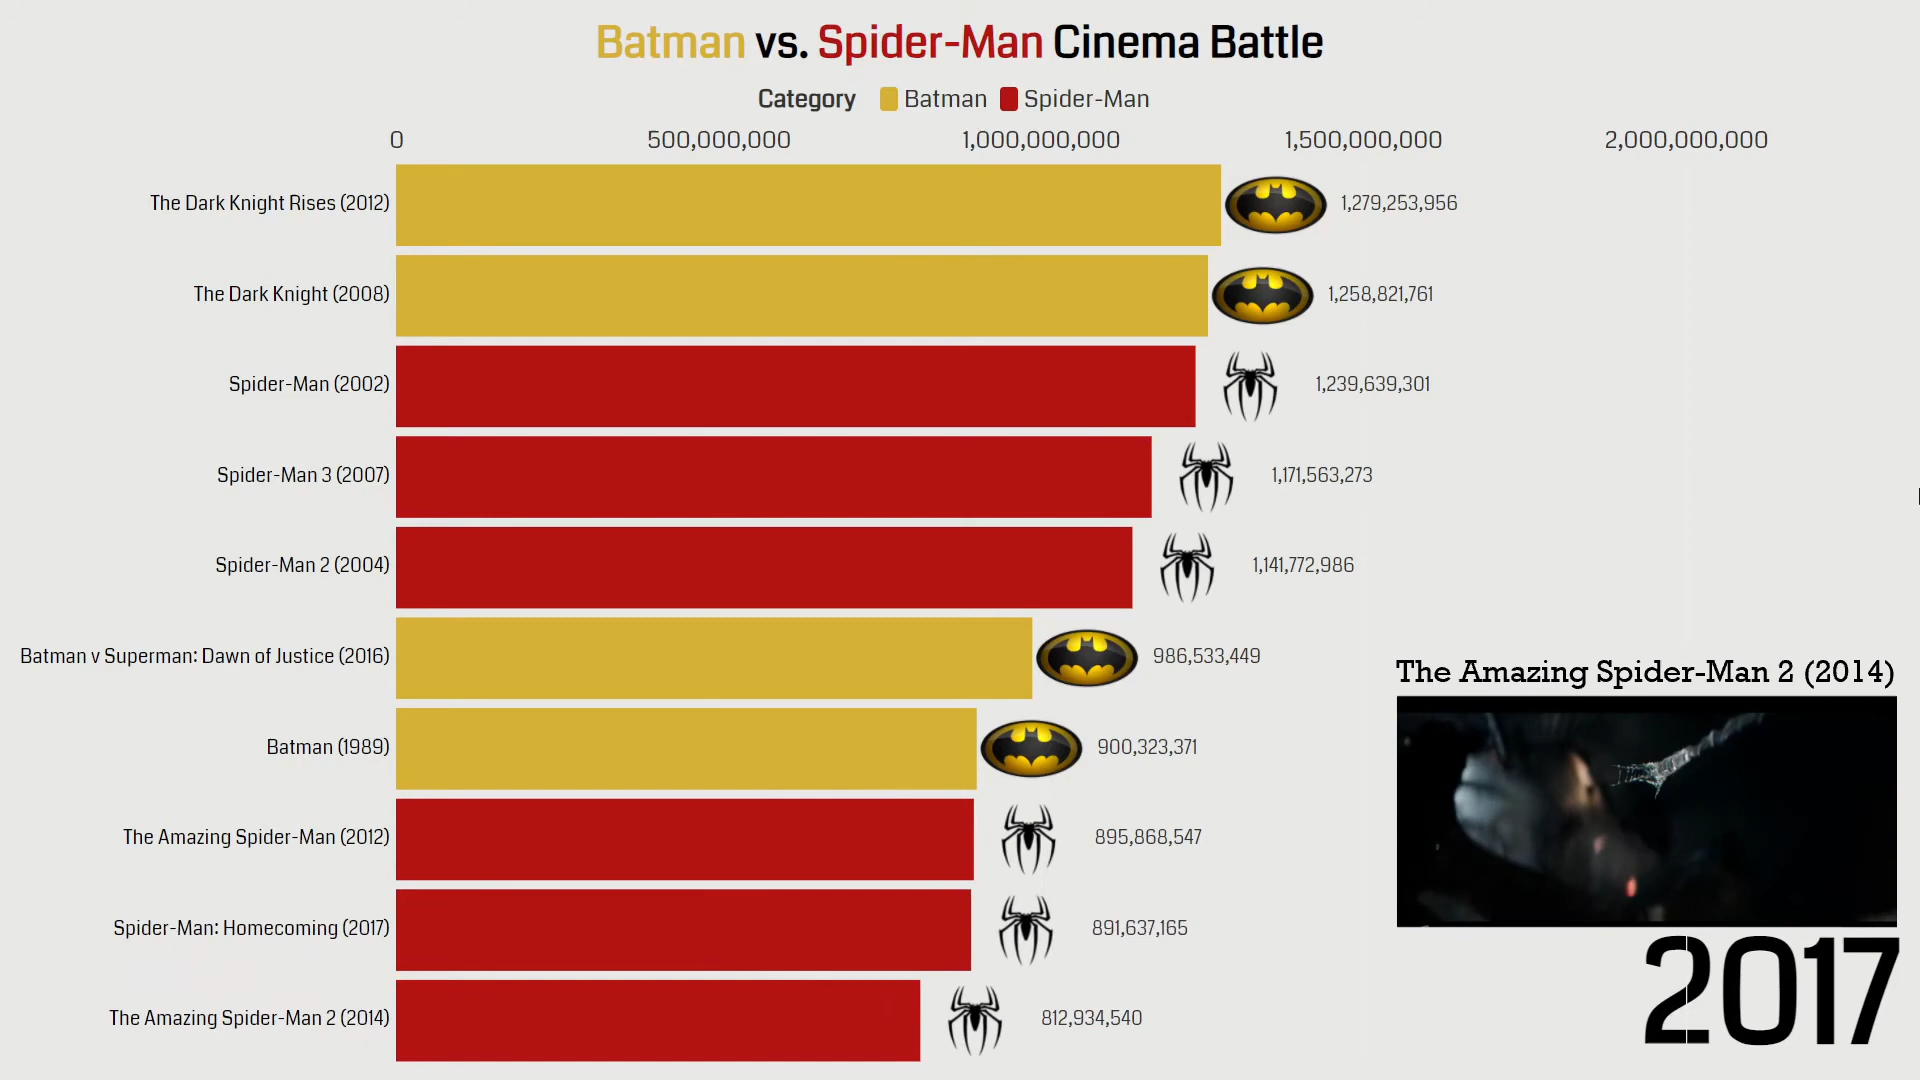 Batman vs. Spider-Man Cinema Battle
Category Batman Spider-Man
0 500,000,000 1,000,000,000 1,500,000,000 2,000,000,000
The Dark Knight Rises (2012) 1,279,253,956
The Dark Knight (2008) 1,258,821,761
Spider-Man (2002) 1,239,639,301
Spider-Man 3 (2007) 1,171,563,273
Spider-Man 2 (2004) 1,141,772,986
Batman v Superman: Dawn of Justice (2016) 986,533,449
Batman (1989) 900,323,371
The Amazing Spider-Man (2012) 895,868,547
Spider-Man: Homecoming (2017) 891,637,165
The Amazing Spider-Man 2 (2014) 812,934,540
The Amazing Spider-Man 2 (2014)
2017